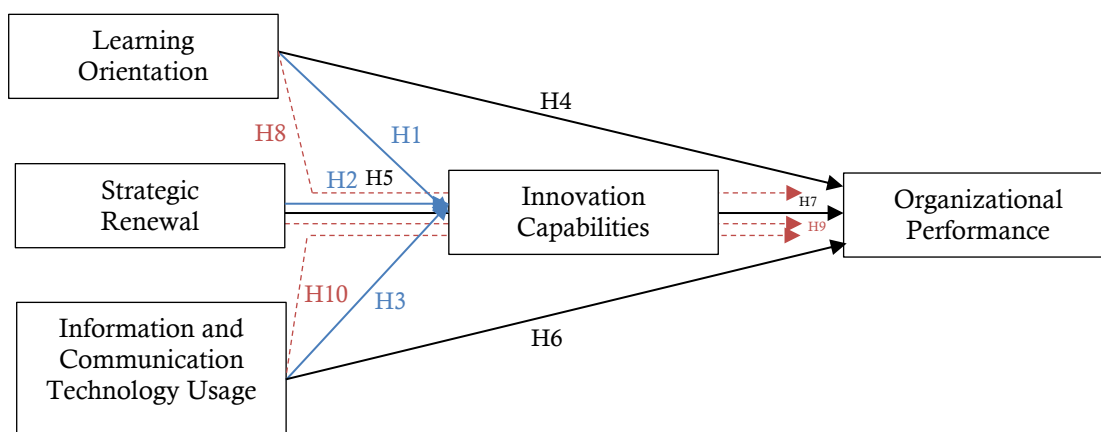 Learning
Orientation
H4
H1
H8
H2
H5
Strategic
Renewal
Innovation
Capabilities
H7
H9
Organizational
Performance
H10
H3
H6
Information and
Communication
Technology Usage